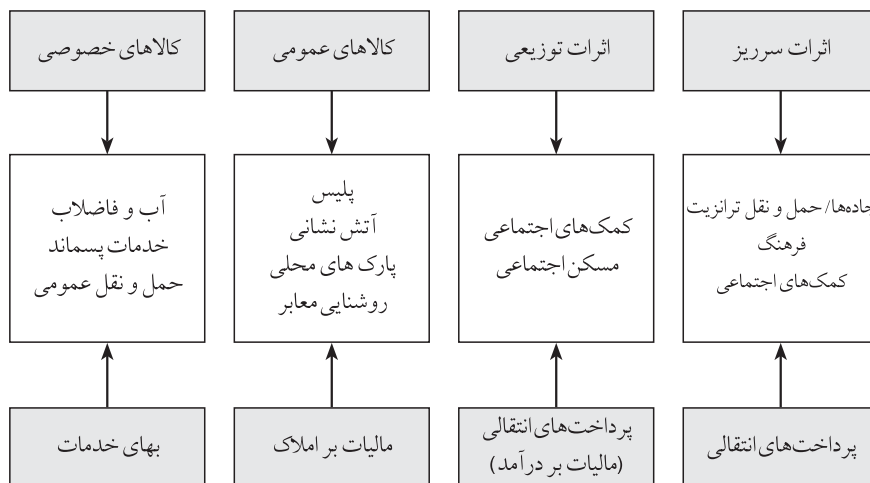 اثرات سرریز
اثرات توزیعی
کالاهای عمومی
کالاهای خصوصی
حمل و نقل ترانزیت
فرهنگ
کمک‌های اجتماعی
کمک‌های اجتماعی
مسکن اجتماعی
پلیس
آتش نشانی
پارک های محلی
روشنایی معابر
آب و فاضلاب
خدمات پسماند
حمل و نقل عمومی
پرداخت‌های انتقالی
پرداخت‌های انتقالی
(مالیات بر درآمد)
مالیات بر املاک
بهای خدمات